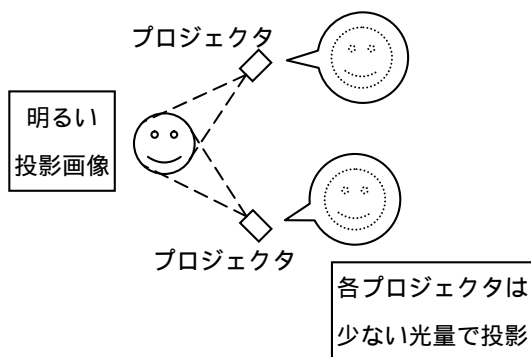 プロジェクタ
明るい
投影画像
プロジェクタ
各プロジェクタは
少ない光量で投影